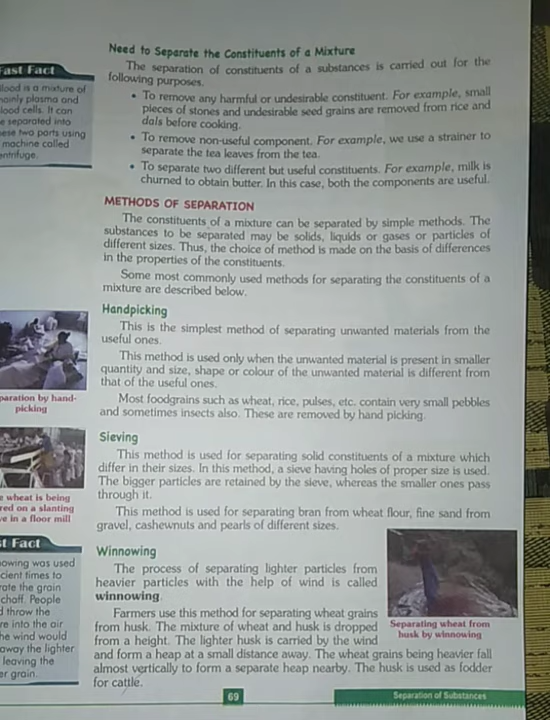 Need to Separate the Constituents of a Mixture
The separation of constituents of a substances is carried out for the
following purposes.
• To remove any harmful or undesirable constituent. For example, small
pieces of stones and undesirable seed grains are removed from rice and
dals before cooking.
• To remove non-useful component. For example, we use a strainer to
separate the tea leaves from the tea.
• To separate two different but useful constituents. For example, milk is
churned to obtain butter. In this case, both the components are useful.
METHODS OF SEPARATION
The constituents of a mixture can be separated by simple methods. The
substances to be separated may be solids, liquids or gases or particles of
different sizes. Thus, the choice of method is made on the basis of differences
in the properties of the constituents.
Some most commonly used methods for separating the constituents of a
mixture are described below.
Handpicking
This is the simplest method of separating unwanted materials from the
useful ones.
This method is used only when the unwanted material is present in smaller
quantity and size, shape or colour of the unwanted material is different from
that of the useful ones.
Most foodgrains such as wheat, rice, pulses, etc. contain very small pebbles
and sometimes insects also. These are removed by hand picking.
Sieving
This method is used for separating solid constituents of a mixture which
differ in their sizes. In this method, a sieve having holes of proper size is used.
The bigger particles are retained by the sieve, whereas the smaller ones pass
through it.
This method is used for separating bran from wheat flour, fine sand from
gravel, cashewnuts and pearls of different sizes.
Winnowing
The process of separating lighter particles from
heavier particles with the help of wind is called
winnowing.
Farmers use this method for separating wheat grains
from husk. The mixture of wheat and husk is dropped
from a height. The lighter husk is carried by the wind
and form a heap at a small distance away. The wheat grains being heavier fall
almost vertically to form a separate heap nearby. The husk is used as fodder
for cattle.
Separating wheat from
husk by winnowing
Fast Fact
lood is a mixture of
mainly plasma and
lood cells. It can
e separated into
ese two parts using
machine called
entrifuge.
paration by hand-
picking
e wheat is being
red on a slanting
ve in a floor mill
st Fact
nowing was used
cient times to
rate the grain
chaff. People
d throw the
re into the air
he wind would
away the lighter
leaving the
er grain.
69
Separation of Substances